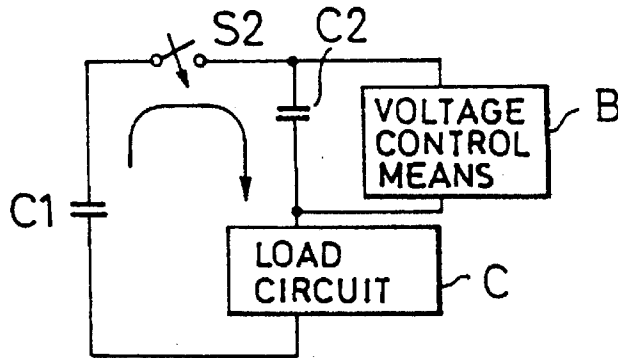 S2
C2
VOLTAGE
CONTROL
MEANS
B
C1
LOAD
CIRCUIT
C